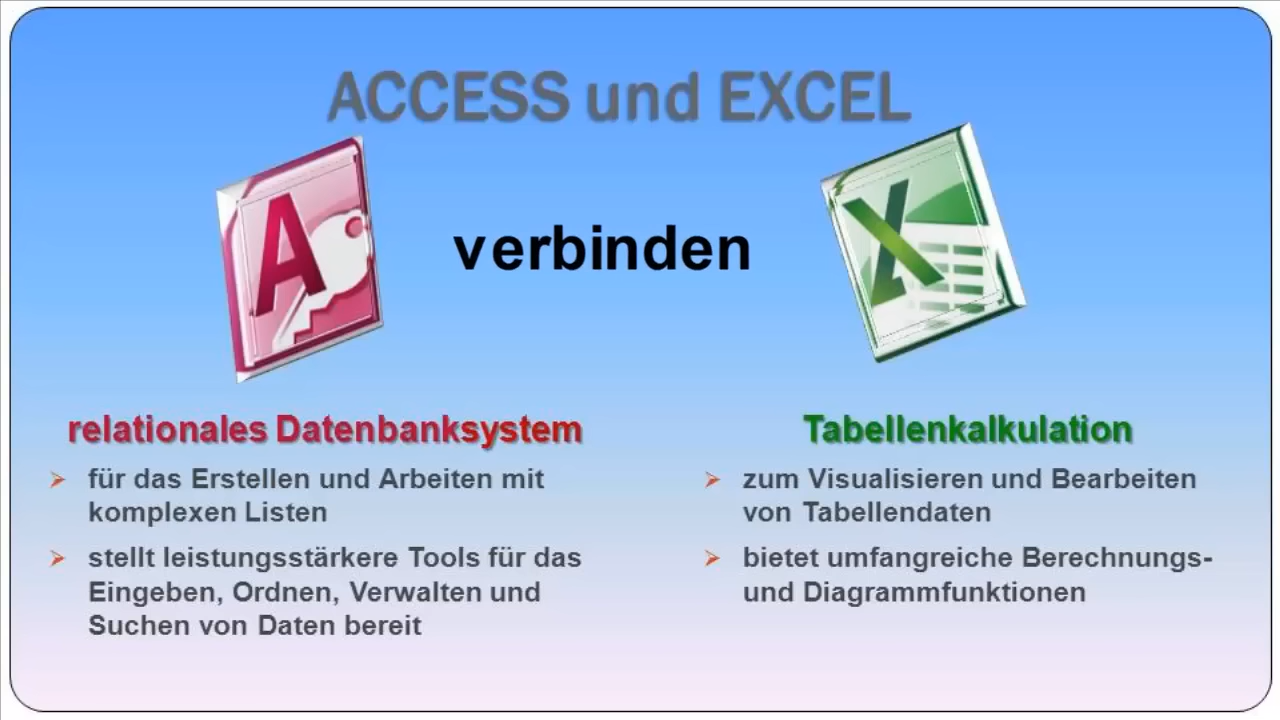 ACCESS und EXCEL
A
verbinden
X
relationales Datenbanksystem
für das Erstellen und Arbeiten mit
komplexen Listen
stellt leistungsstärkere Tools für das
Eingeben, Ordnen, Verwalten und
Suchen von Daten bereit
Tabellenkalkulation
zum Visualisieren und Bearbeiten
von Tabellendaten
bietet umfangreiche Berechnungs-
und Diagrammfunktionen